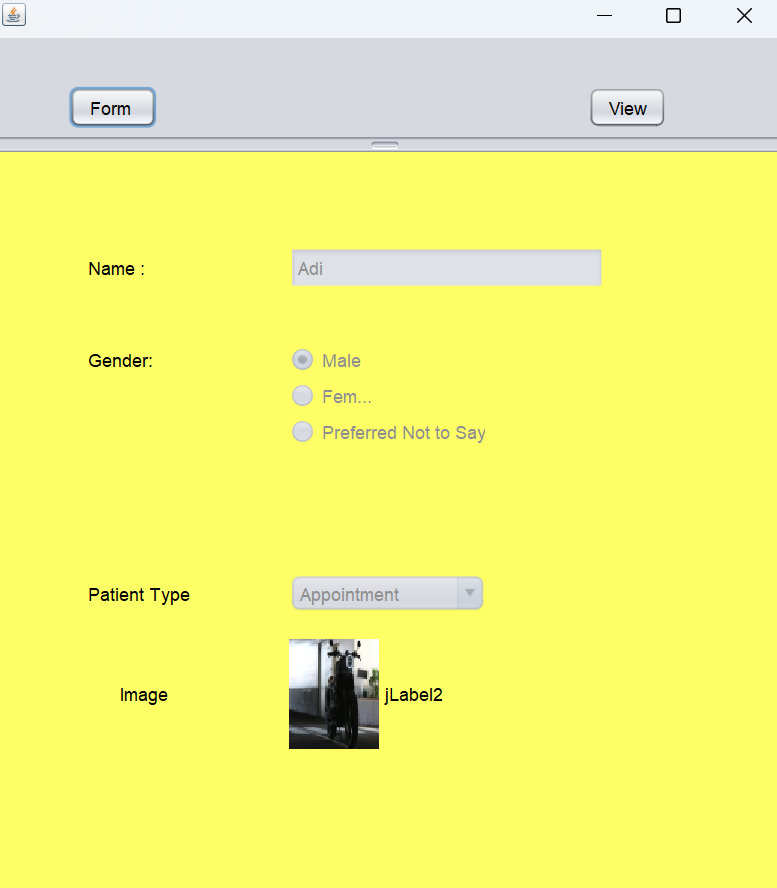 Form
View
Name :
Adi
Gender:
Male
Fem...
Preferred Not to Say
Patient Type
Appointment
Image
jLabel2